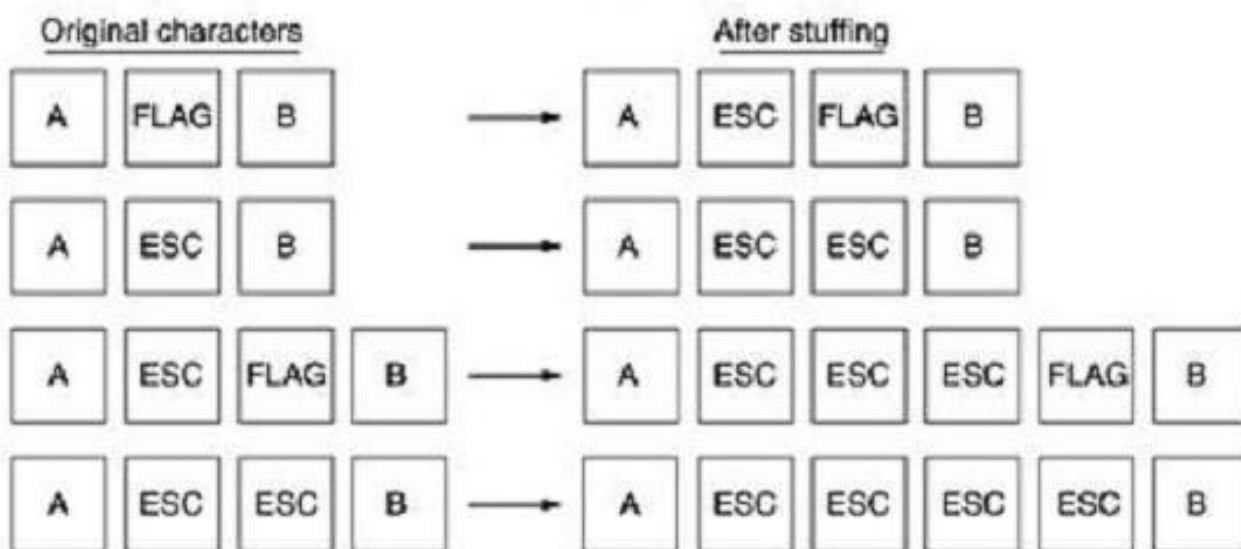 Original characters After stuffing
A FLAG B A ESC FLAG B
A ESC B A ESC ESC B
A ESC FLAG B A ESC ESC ESC FLAG B
A ESC ESC B A ESC ESC ESC ESC B